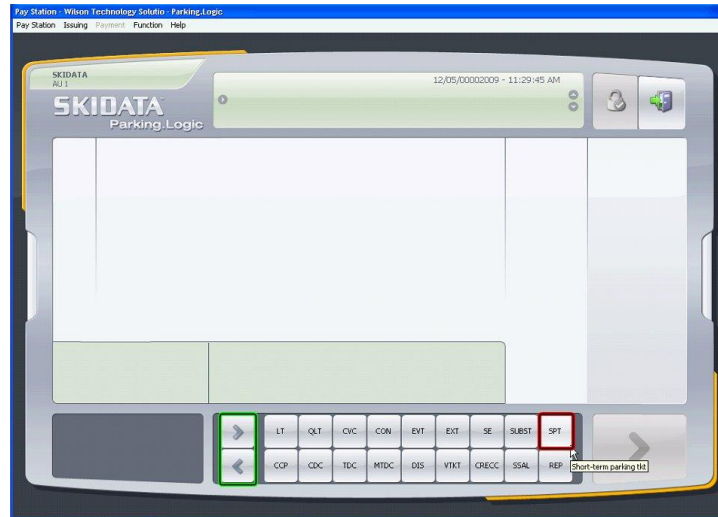 Pay Station - Wilson Technology Solutio - Parking.Logic
Pay Station Issuing Payment Function Help
SKIDATA
AU 1
12/05/00002009 - 11:29:45 AM
SKIDATA
Parking.Logic
LT QLT CVC CON EVT EXT SE SUBST SPT
CCP CDC TDC MTDC DIS VTKT CRECC SSAL REP
Short-term parking tkt